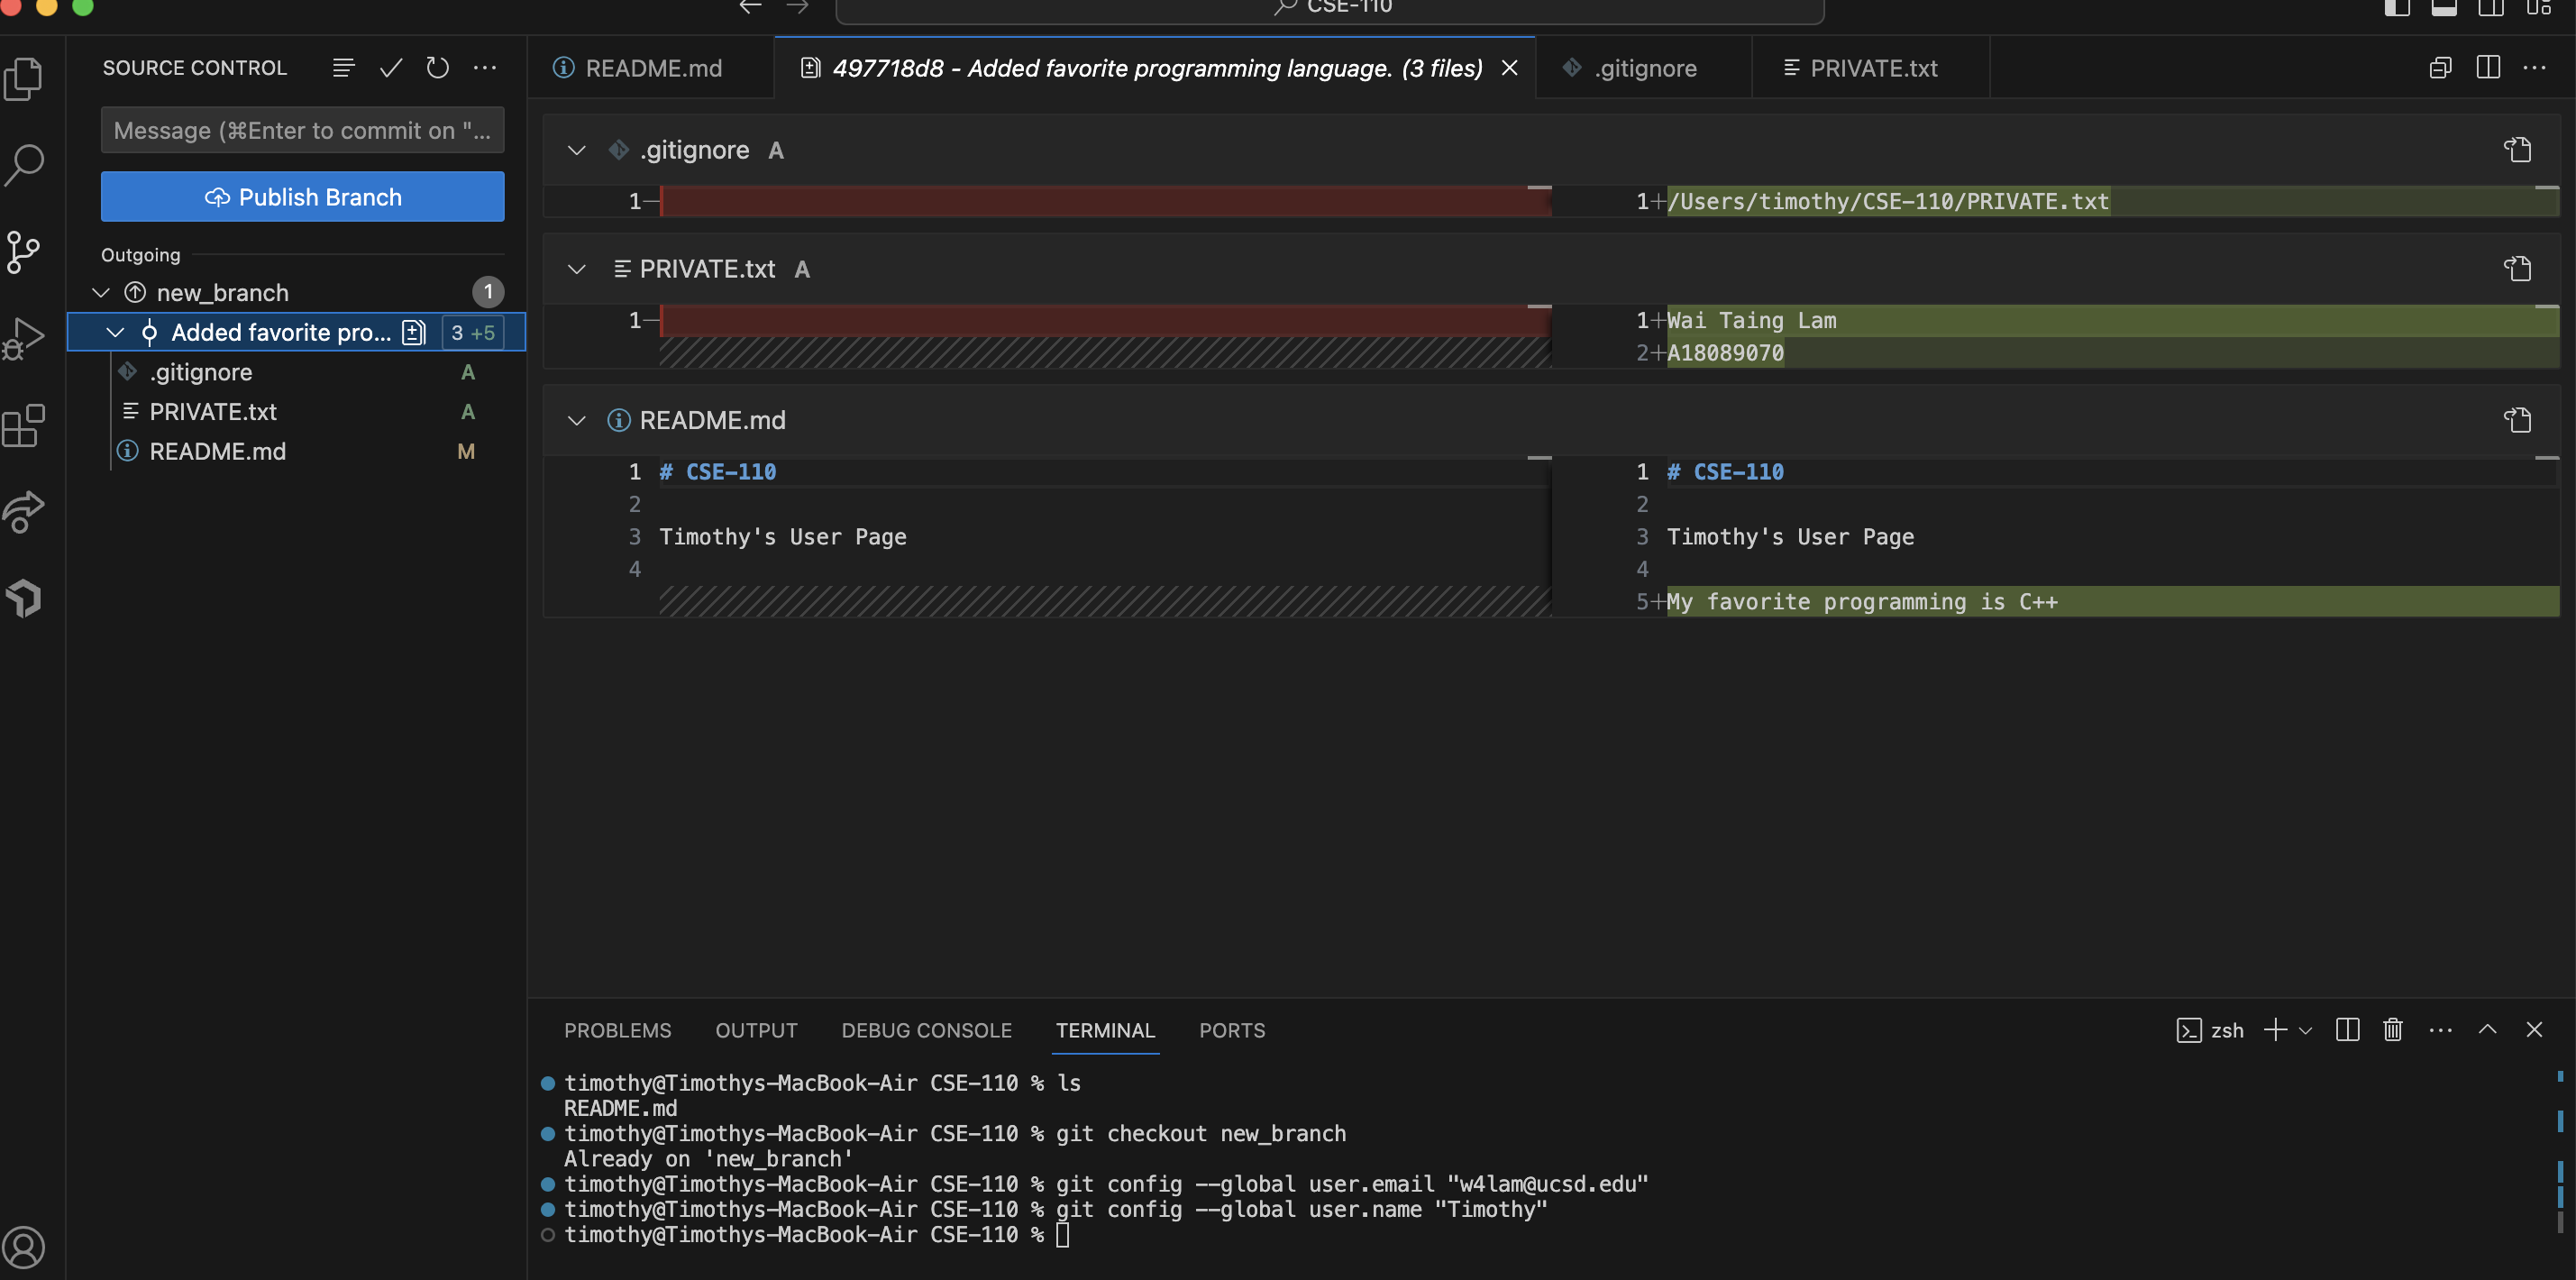 CSE-110
SOURCE CONTROL
Message (⌘Enter to commit on "...
Publish Branch
Outgoing
new_branch 1
Added favorite pro... 3 +5
.gitignore A
PRIVATE.txt A
README.md M
README.md
497718d8 - Added favorite programming language. (3 files)
.gitignore
PRIVATE.txt
.gitignore A
1—
1+/Users/timothy/CSE-110/PRIVATE.txt
PRIVATE.txt A
1—
1+Wai Taing Lam
2+A18089070
README.md
1 # CSE-110
2
3 Timothy's User Page
4
1 # CSE-110
2
3 Timothy's User Page
4
5+My favorite programming is C++
PROBLEMS OUTPUT DEBUG CONSOLE TERMINAL PORTS
zsh
timothy@Timothys-MacBook-Air CSE-110 % ls
README.md
timothy@Timothys-MacBook-Air CSE-110 % git checkout new_branch
Already on 'new_branch'
timothy@Timothys-MacBook-Air CSE-110 % git config --global user.email "w4lam@ucsd.edu"
timothy@Timothys-MacBook-Air CSE-110 % git config --global user.name "Timothy"
timothy@Timothys-MacBook-Air CSE-110 %